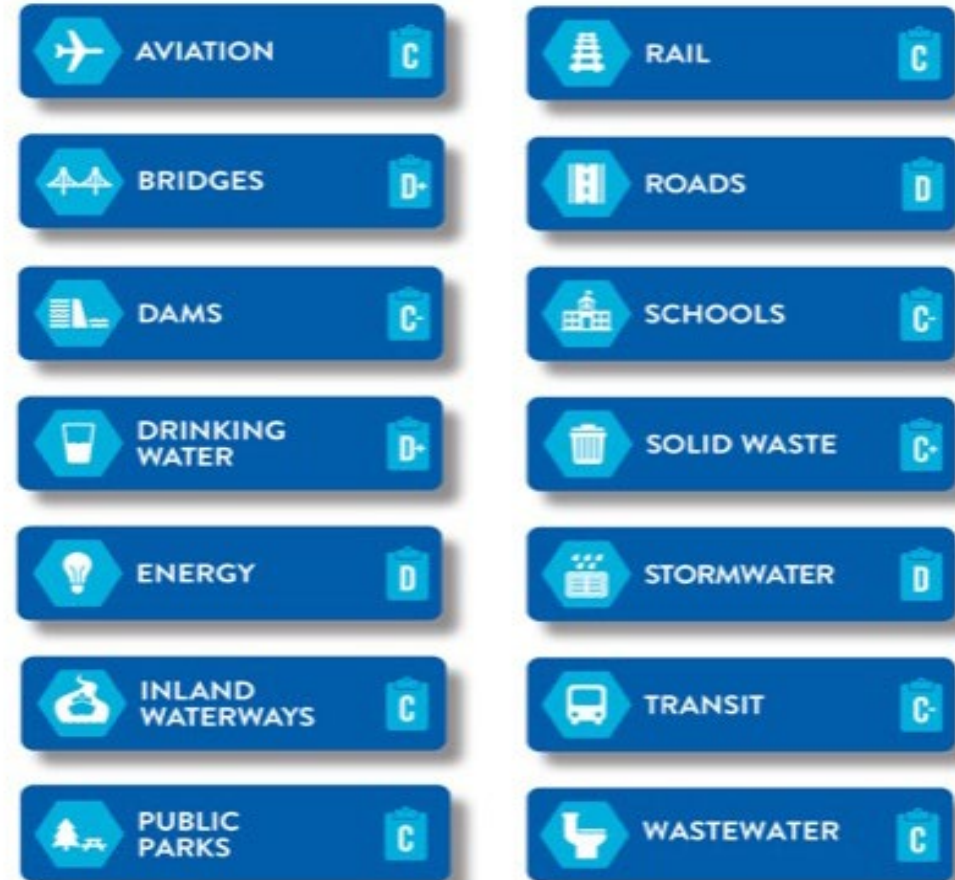 AVIATION C
BRIDGES D+
DAMS C-
DRINKING
WATER D+
ENERGY D
INLAND
WATERWAYS C
PUBLIC
PARKS C
RAIL C
ROADS D
SCHOOLS C-
SOLID WASTE C+
STORMWATER D
TRANSIT C-
WASTEWATER C